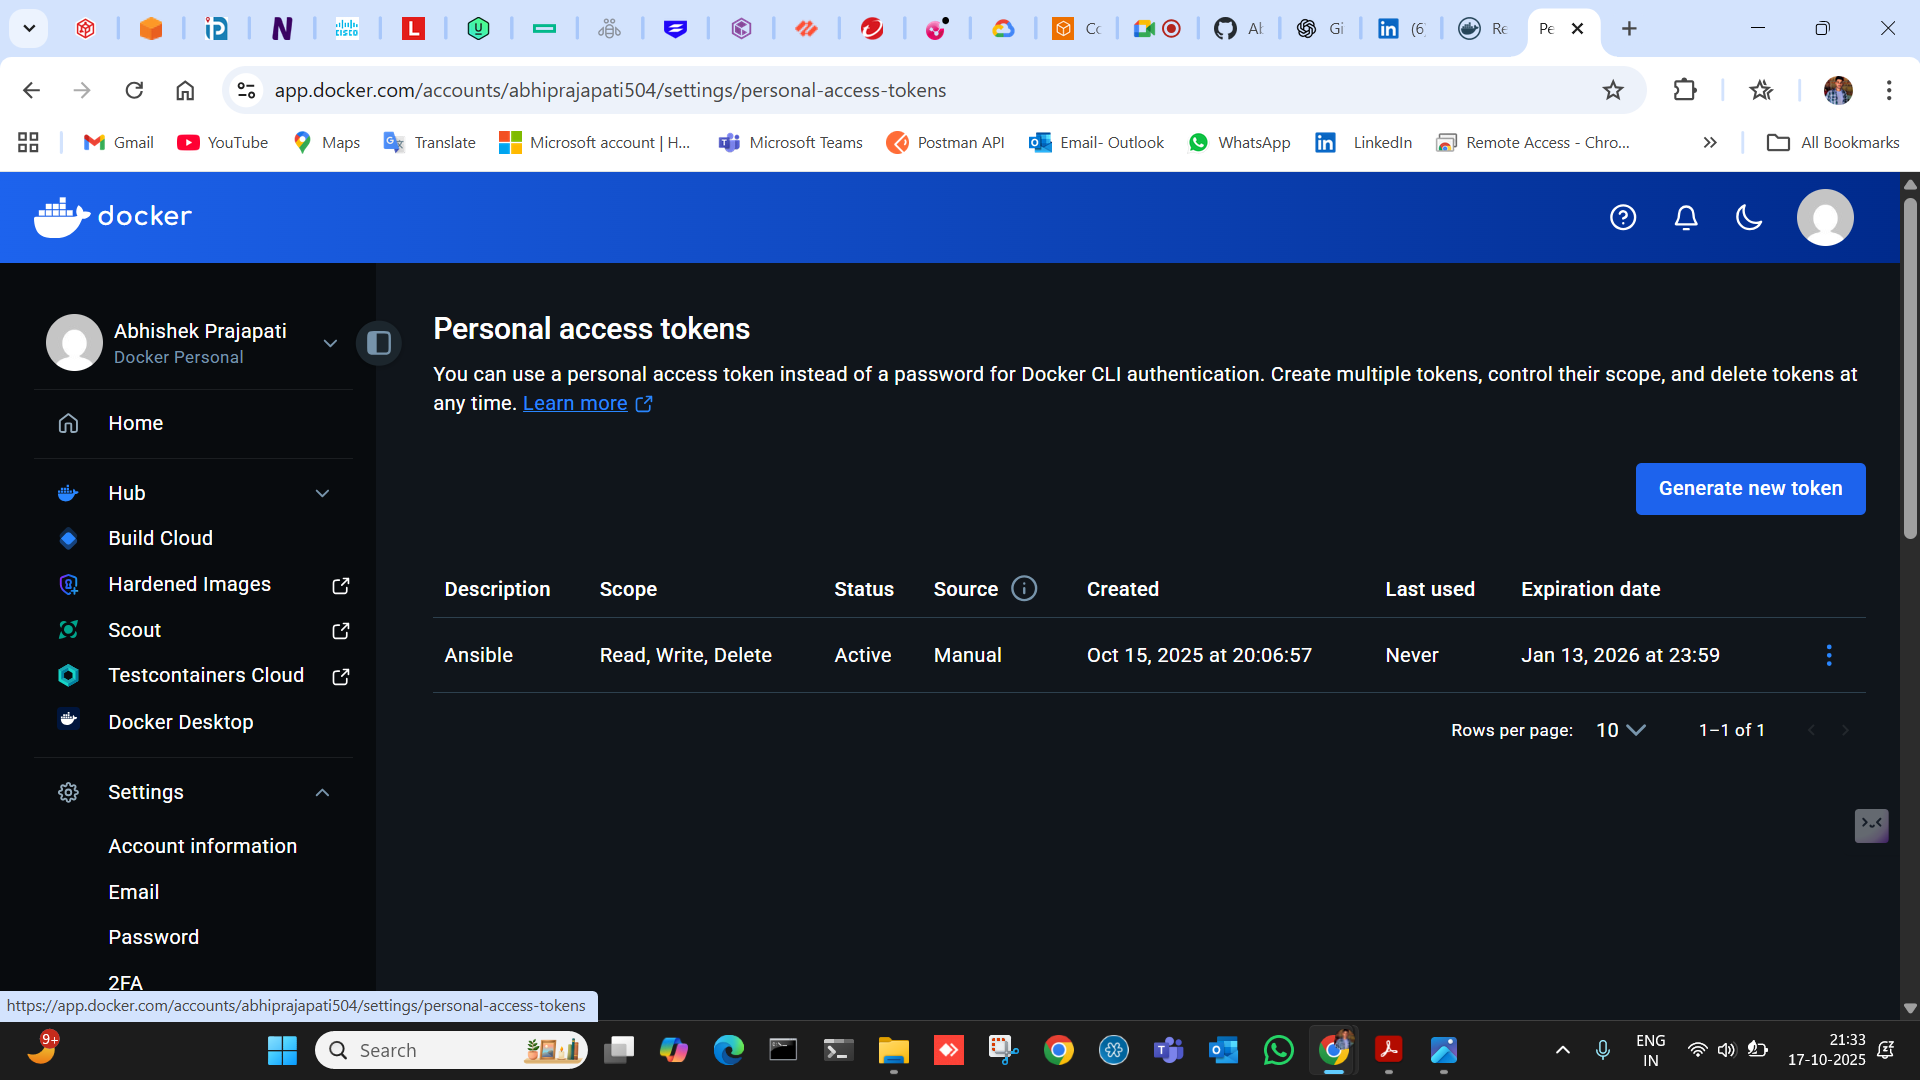 Cc
Al
Gi
(6
Re
Pe
app.docker.com/accounts/abhiprajapati504/settings/personal-access-tokens
Gmail
YouTube
Maps
Translate
Microsoft account | H...
Microsoft Teams
Postman API
Email- Outlook
WhatsApp
LinkedIn
Remote Access - Chro...
All Bookmarks
docker
Abhishek Prajapati
Docker Personal
Home
Hub
Build Cloud
Hardened Images
Scout
Testcontainers Cloud
Docker Desktop
Settings
Account information
Email
Password
2FA
Personal access tokens
You can use a personal access token instead of a password for Docker CLI authentication. Create multiple tokens, control their scope, and delete tokens at
any time. Learn more
Generate new token
Description Scope Status Source Created Last used Expiration date
Ansible Read, Write, Delete Active Manual Oct 15, 2025 at 20:06:57 Never Jan 13, 2026 at 23:59
Rows per page: 10 1–1 of 1
https://app.docker.com/accounts/abhiprajapati504/settings/personal-access-tokens
9+
Search
ENG
IN
21:33
17-10-2025